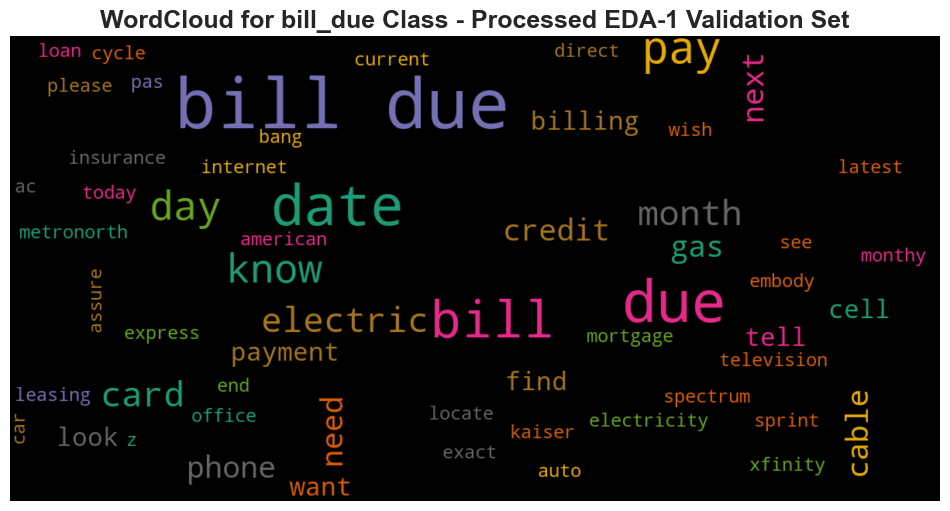 WordCloud for bill_due Class - Processed EDA-1 Validation Set
loan cycle current direct pay next
please pas bill due billing wish
bang
insurance internet latest
ac today day date credit month
metronorth american gas see monthy
know embody
assure electric bill due cell
express mortgage tell
payment television
leasing card end find spectrum
office need locate electricity sprint cable
car look z kaiser
exact
phone auto xfinity
want